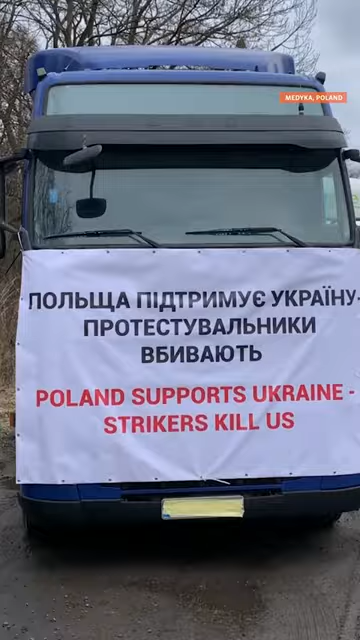 MEDYKA, POLAND
ПОЛЬЩА ПІДТРИМУЄ УКРАЇНУ-
ПРОТЕСТУВАЛЬНИКИ
ВБИВАЮТЬ
POLAND SUPPORTS UKRAINE -
STRIKERS KILL US